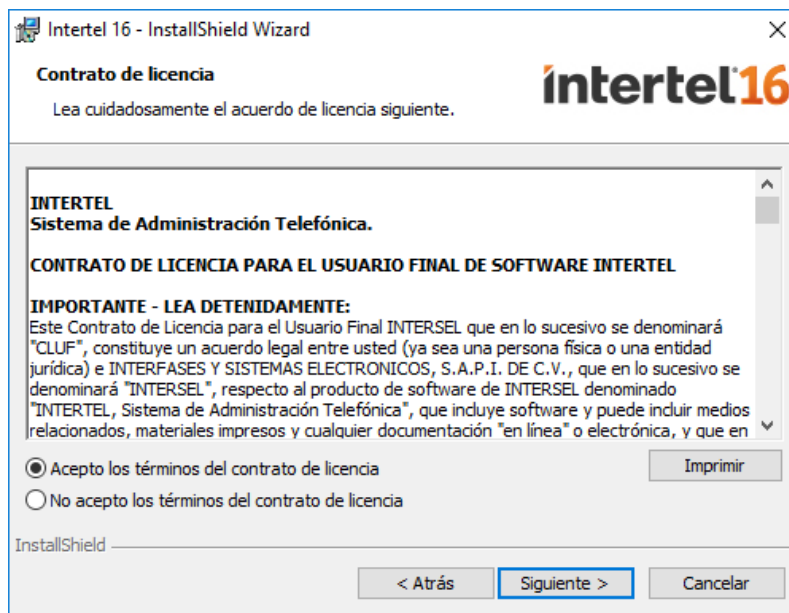 Intertel 16 - InstallShield Wizard
Contrato de licencia
Lea cuidadosamente el acuerdo de licencia siguiente.
intertel 16
INTERTEL
Sistema de Administración Telefónica.
CONTRATO DE LICENCIA PARA EL USUARIO FINAL DE SOFTWARE INTERTEL
IMPORTANTE - LEA DETENIDAMENTE:
Este Contrato de Licencia para el Usuario Final INTERSEL que en lo sucesivo se denominará
"CLUF", constituye un acuerdo legal entre usted (ya sea una persona física o una entidad
jurídica) e INTERFASES Y SISTEMAS ELECTRONICOS, S.A.P.I. DE C.V., que en lo sucesivo se
denominará "INTERSEL", respecto al producto de software de INTERSEL denominado
"INTERTEL, Sistema de Administración Telefónica", que incluye software y puede incluir medios
relacionados, materiales impresos y cualquier documentación "en línea" o electrónica, y que en
Acepto los términos del contrato de licencia
Imprimir
No acepto los términos del contrato de licencia
InstallShield
< Atrás
Siguiente >
Cancelar